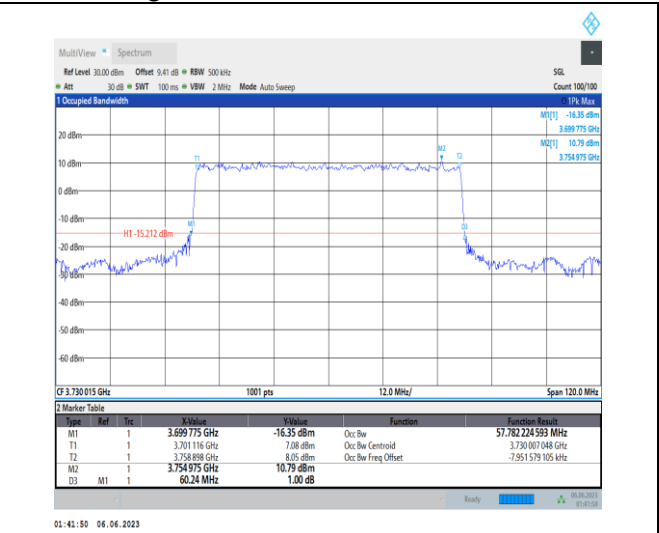 MultiView Spectrum
Ref Level 30.00 dBm Offset 9.41 dB RBW 500 kHz SGL
Att 30 dB SWT 100 ms VBW 2 MHz Mode Auto Sweep Count 100/100
1 Occupied Bandwidth 1Pk Max
M1[1] -16.35 dBm
3.699 775 GHz
20 dBm
M2[1] 10.79 dBm
3.754 975 GHz
M2
T1 T2
10 dBm
0 dBm
-10 dBm
M1
D3
H1 -15.212 dBm
-20 dBm
-30 dBm
-40 dBm
-50 dBm
-60 dBm
CF 3.730 015 GHz 1001 pts 12.0 MHz/ Span 120.0 MHz
2 Marker Table
Type Ref Trc X-Value Y-Value Function Function Result
M1 1 3.699 775 GHz -16.35 dBm Occ Bw 57.782 224 593 MHz
T1 1 3.701 116 GHz 7.08 dBm Occ Bw Centroid 3.730 007 048 GHz
T2 1 3.758 898 GHz 8.05 dBm Occ Bw Freq Offset -7.951 579 105 kHz
M2 1 3.754 975 GHz 10.79 dBm
D3 M1 1 60.24 MHz 1.00 dB
Ready 06.06.2023
01:41:50
01:41:50 06.06.2023